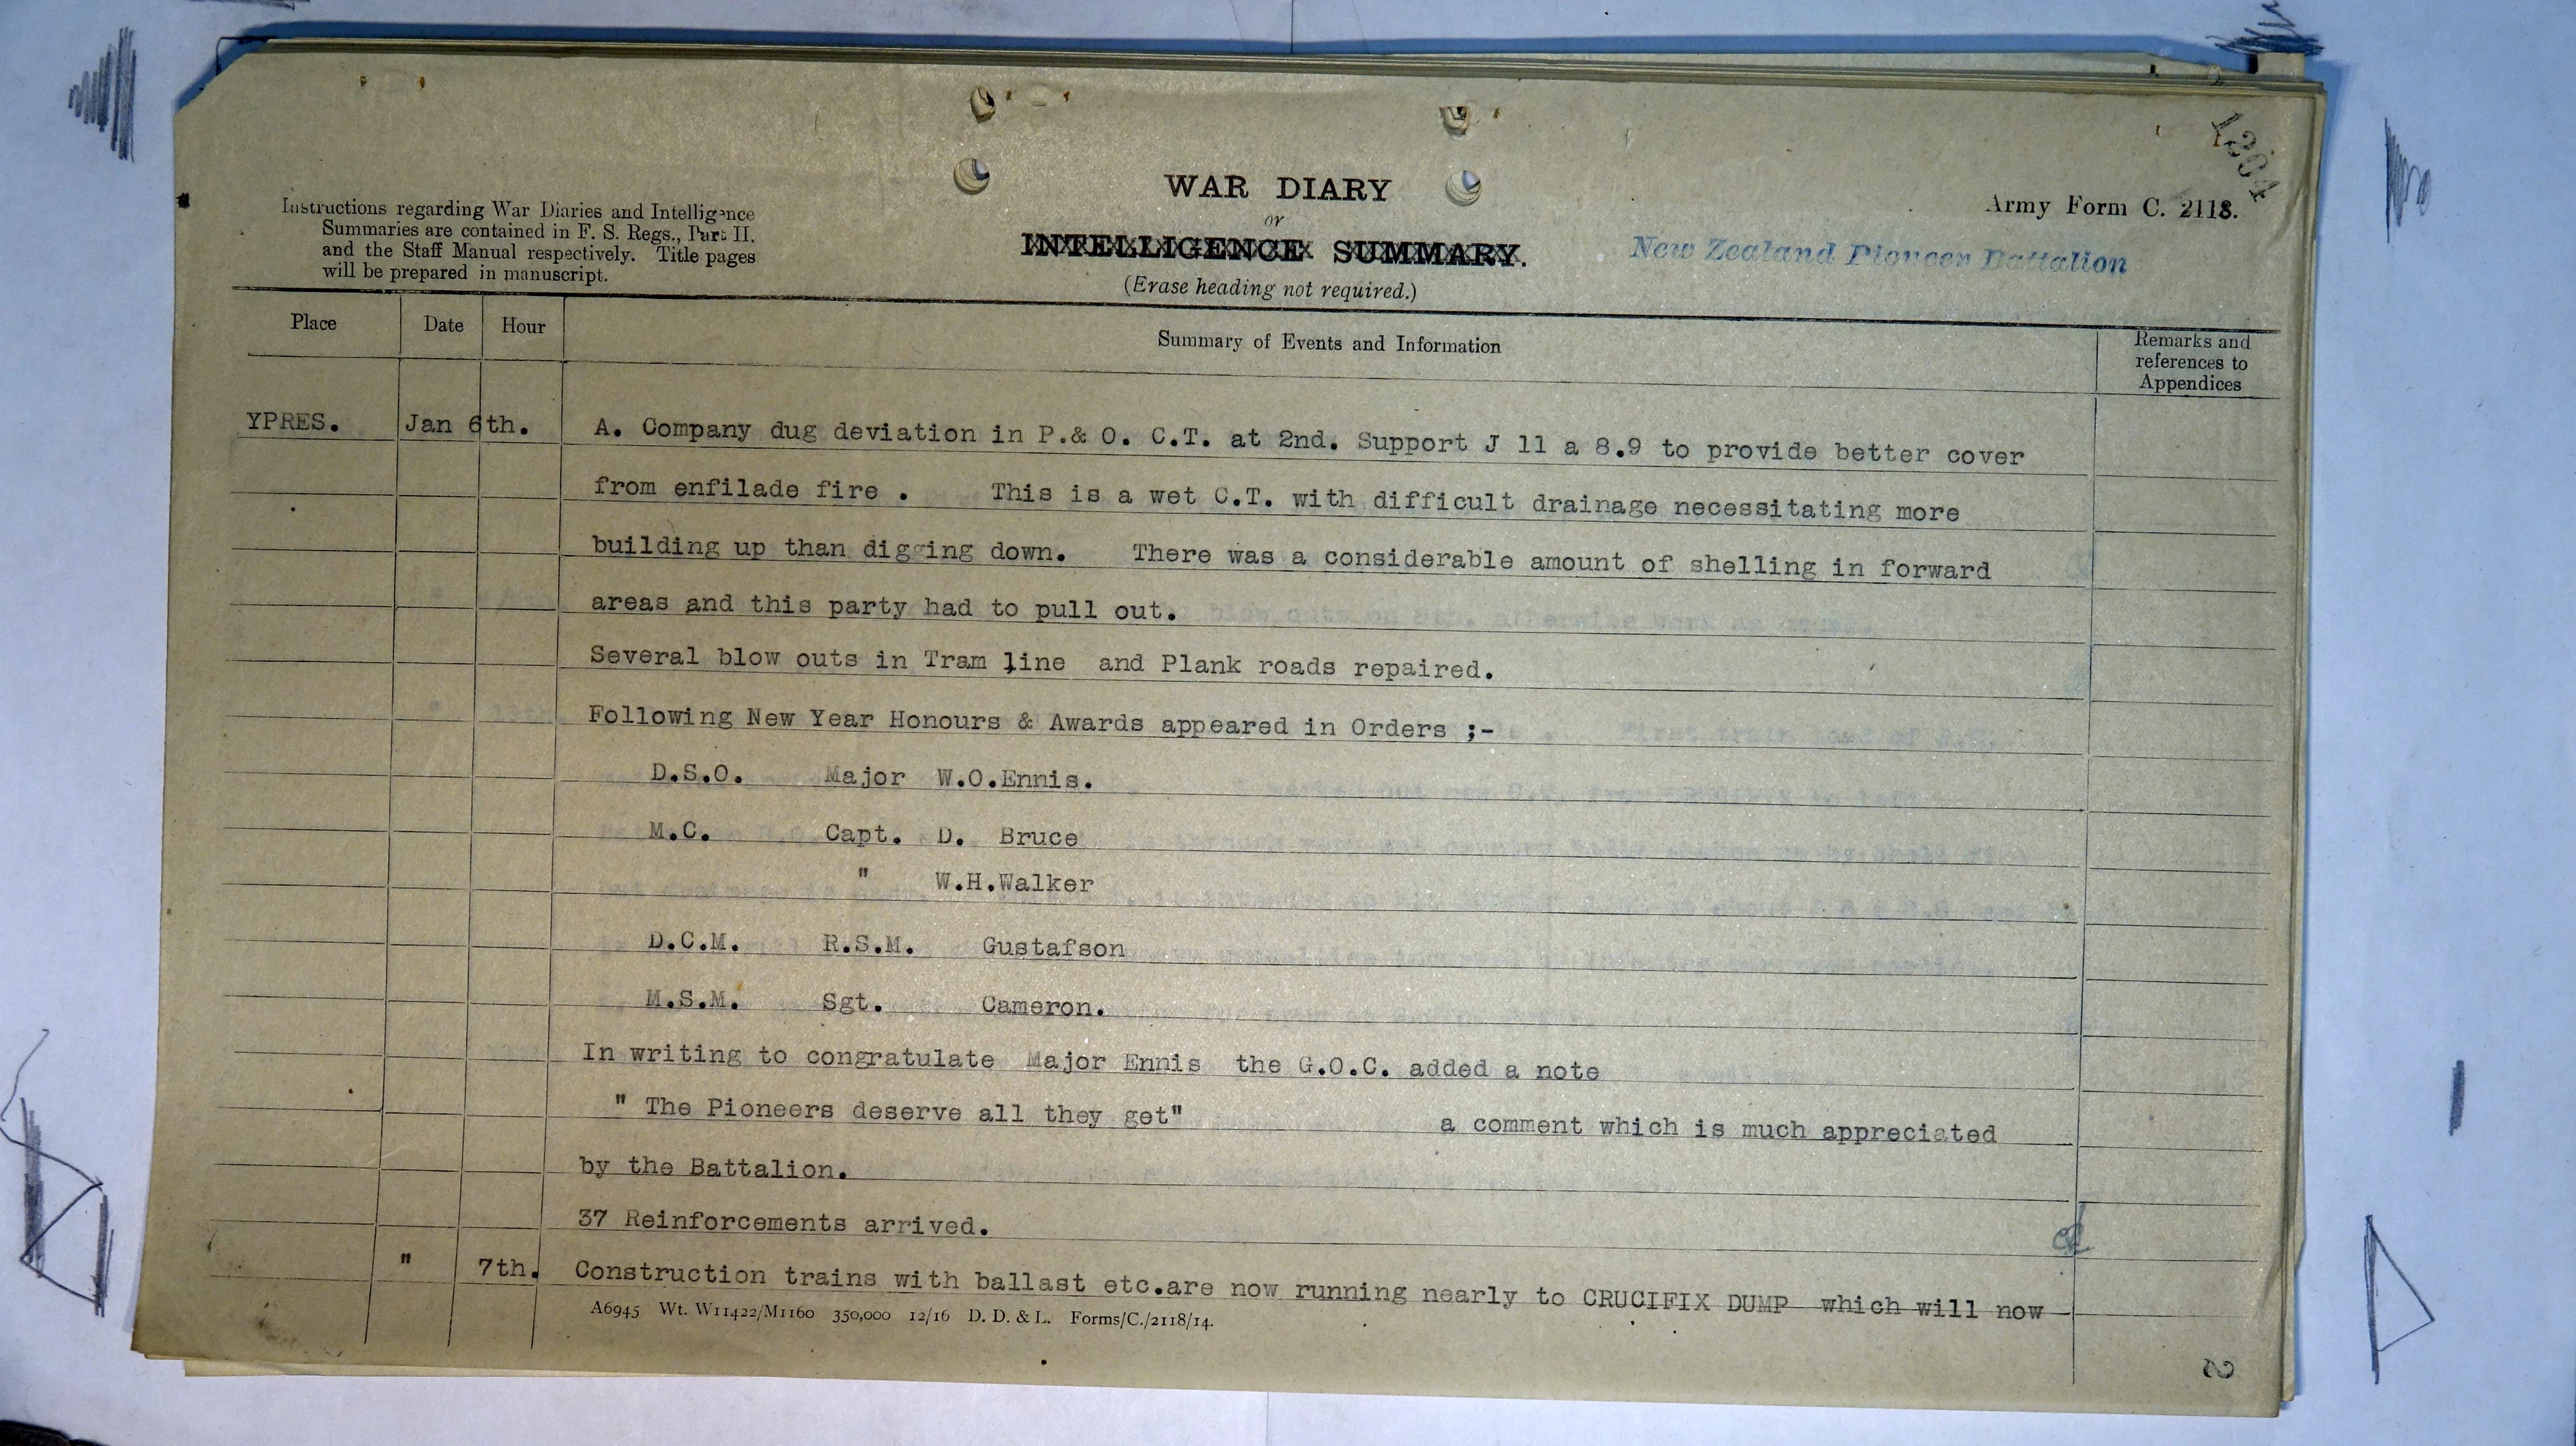 1204
Instructions regarding War Diaries and Intelligence
Summaries are contained in F. S. Regs., Part II.
and the Staff Manual respectively. Title pages
will be prepared in manuscript.
WAR DIARY
or
INTELLIGENCE SUMMARY.
(Erase heading not required.)
Army Form C. 2118.
New Zealand Pioneer Battalion
Place Date Hour Summary of Events and Information Remarks and
references to
Appendices
YPRES. Jan 6th. A. Company dug deviation in P.& O. C.T. at 2nd. Support J 11 a 8.9 to provide better cover
from enfilade fire . This is a wet C.T. with difficult drainage necessitating more
building up than digging down. There was a considerable amount of shelling in forward
areas and this party had to pull out.
Several blow outs in Tram line and Plank roads repaired.
Following New Year Honours & Awards appeared in Orders ;-
D.S.O. Major W.O.Ennis.
M.C. Capt. D. Bruce
" W.H.Walker
D.C.M. R.S.M. Gustafson
M.S.M. Sgt. Cameron.
In writing to congratulate Major Ennis the G.O.C. added a note
" The Pioneers deserve all they get" a comment which is much appreciated
by the Battalion.
37 Reinforcements arrived.
" 7th. Construction trains with ballast etc.are now running nearly to CRUCIFIX DUMP which will now
A6945 Wt. W11422/M1160 350,000 12/16 D. D. & L. Forms/C./2118/14.
2